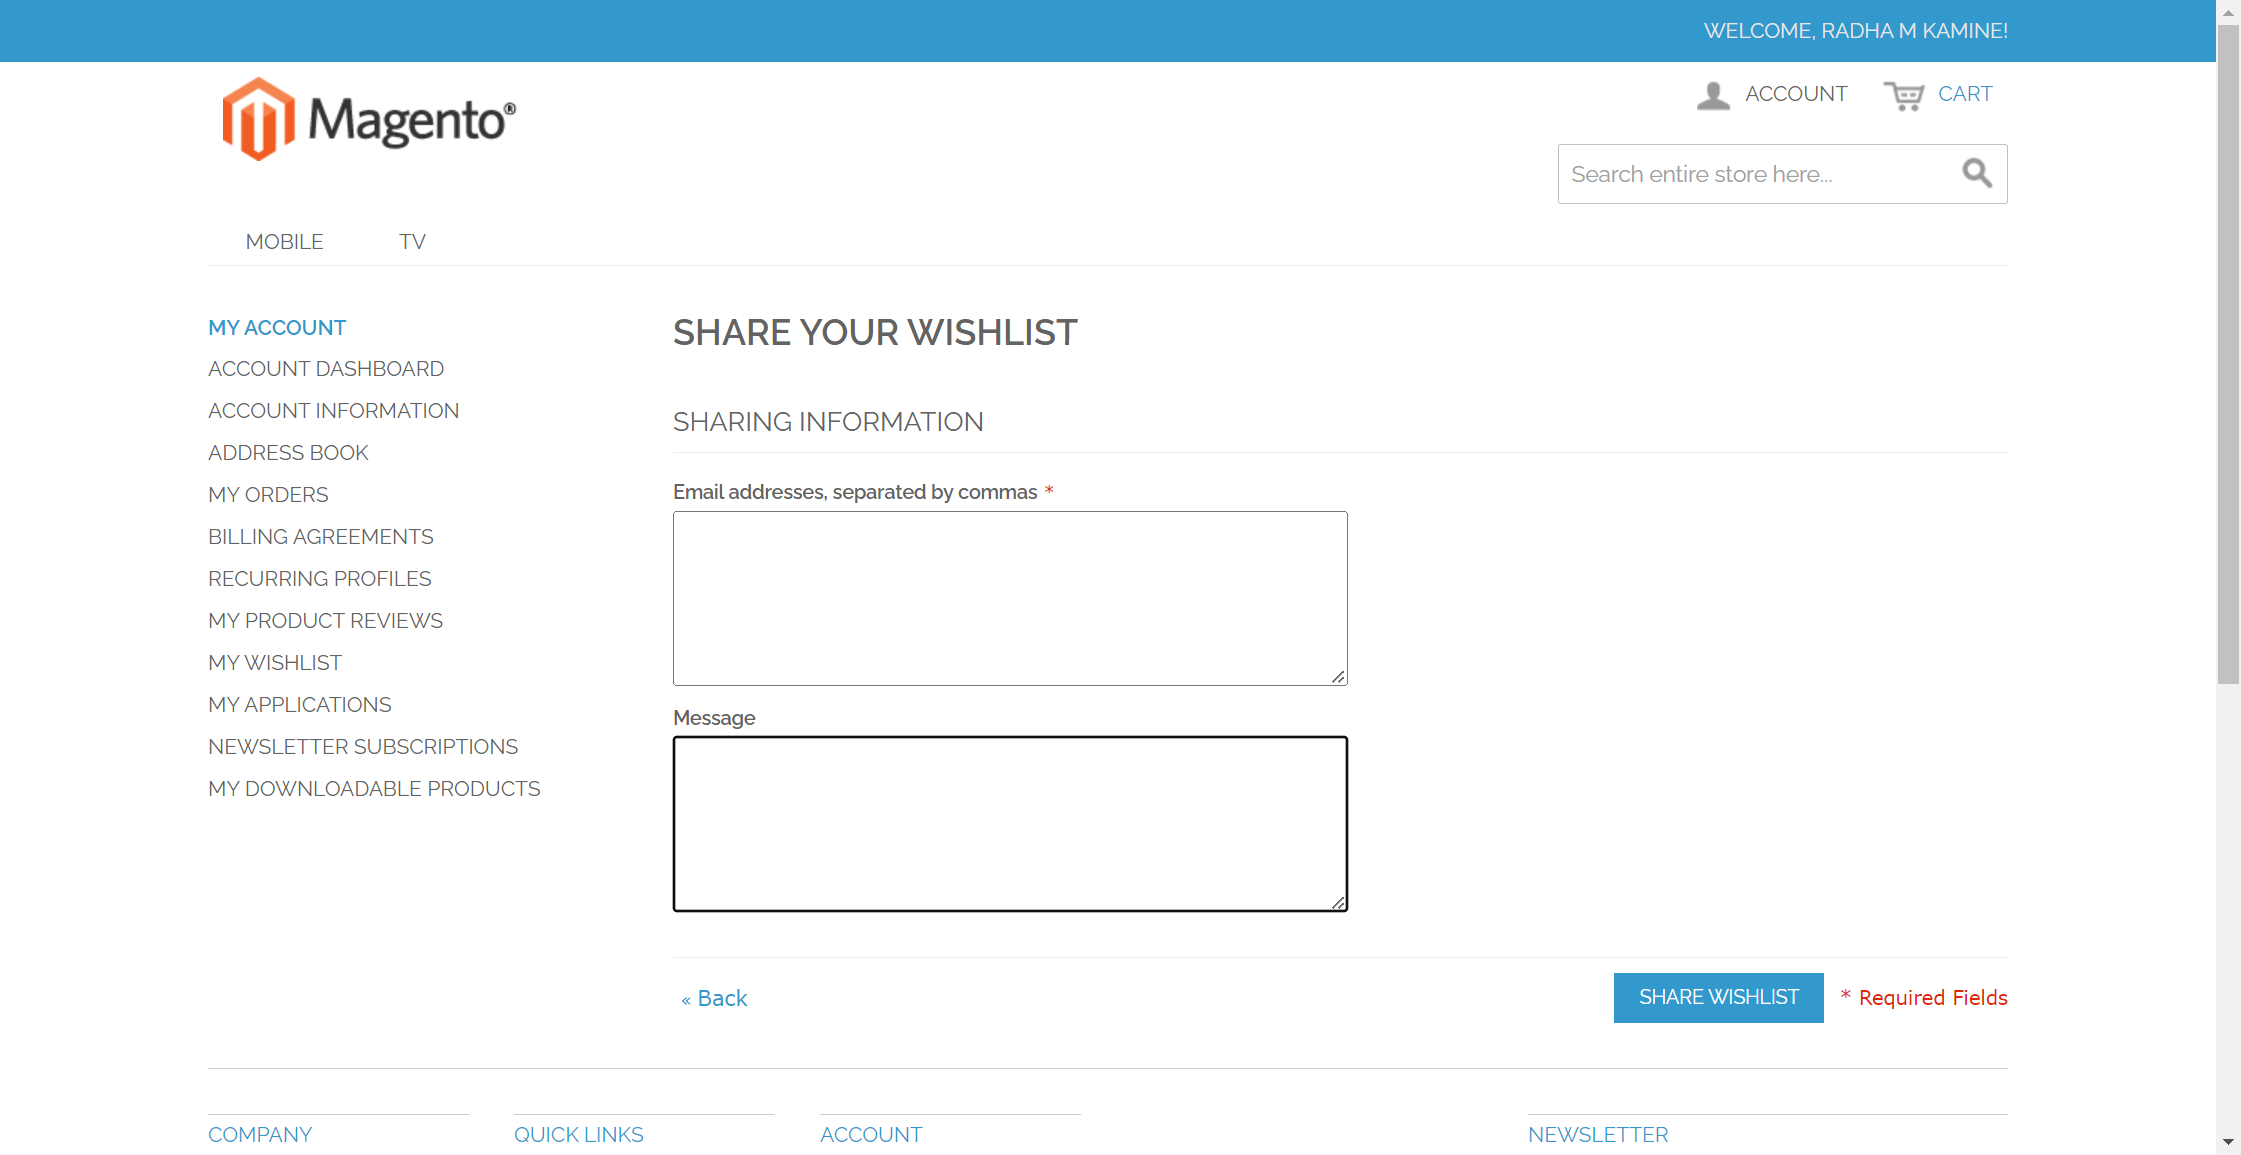 WELCOME, RADHA M KAMINE!
Magento®
ACCOUNT
CART
Search entire store here...
MOBILE
TV
MY ACCOUNT
ACCOUNT DASHBOARD
ACCOUNT INFORMATION
ADDRESS BOOK
MY ORDERS
BILLING AGREEMENTS
RECURRING PROFILES
MY PRODUCT REVIEWS
MY WISHLIST
MY APPLICATIONS
NEWSLETTER SUBSCRIPTIONS
MY DOWNLOADABLE PRODUCTS
SHARE YOUR WISHLIST
SHARING INFORMATION
Email addresses, separated by commas *
Message
« Back
SHARE WISHLIST
* Required Fields
COMPANY
QUICK LINKS
ACCOUNT
NEWSLETTER